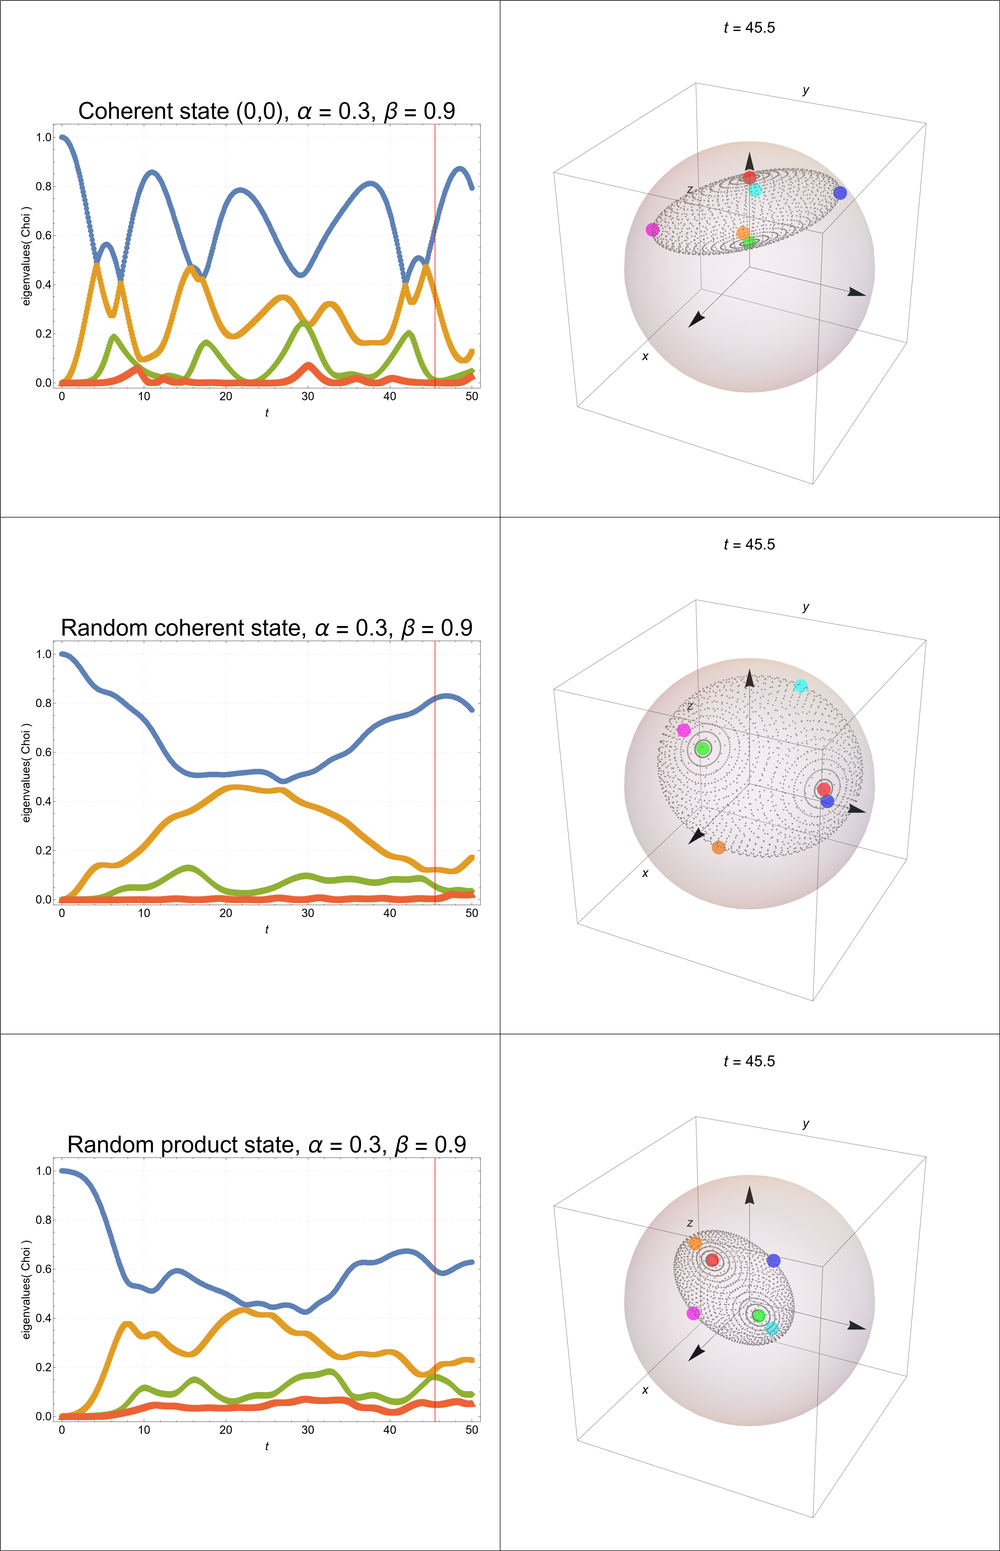 t = 45.5
y
Coherent state (0,0), α = 0.3, β = 0.9
1.0
0.8
z
0.6
eigenvalues( Choi )
0.4
0.2
x
0.0
0 10 20 30 40 50
t
t = 45.5
y
Random coherent state, α = 0.3, β = 0.9
1.0
0.8
z
0.6
eigenvalues( Choi )
0.4
0.2
x
0.0
0 10 20 30 40 50
t
t = 45.5
y
Random product state, α = 0.3, β = 0.9
1.0
0.8
z
0.6
eigenvalues( Choi )
0.4
0.2
x
0.0
0 10 20 30 40 50
t